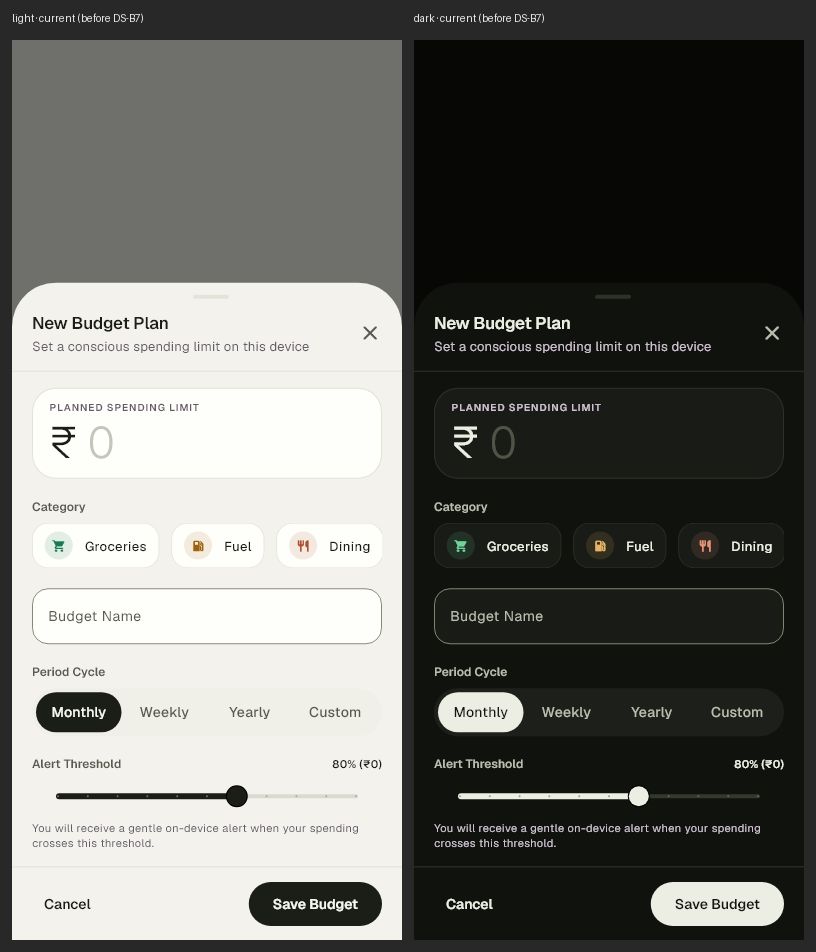 light·current (before DS-B7)
New Budget Plan
Set a conscious spending limit on this device
PLANNED SPENDING LIMIT
₹ 0
Category
Groceries
Fuel
Dining
Budget Name
Period Cycle
Monthly Weekly Yearly Custom
Alert Threshold 80% (₹0)
You will receive a gentle on-device alert when your spending
crosses this threshold.
Cancel Save Budget
dark·current (before DS-B7)
New Budget Plan
Set a conscious spending limit on this device
PLANNED SPENDING LIMIT
₹ 0
Category
Groceries
Fuel
Dining
Budget Name
Period Cycle
Monthly Weekly Yearly Custom
Alert Threshold 80% (₹0)
You will receive a gentle on-device alert when your spending
crosses this threshold.
Cancel Save Budget